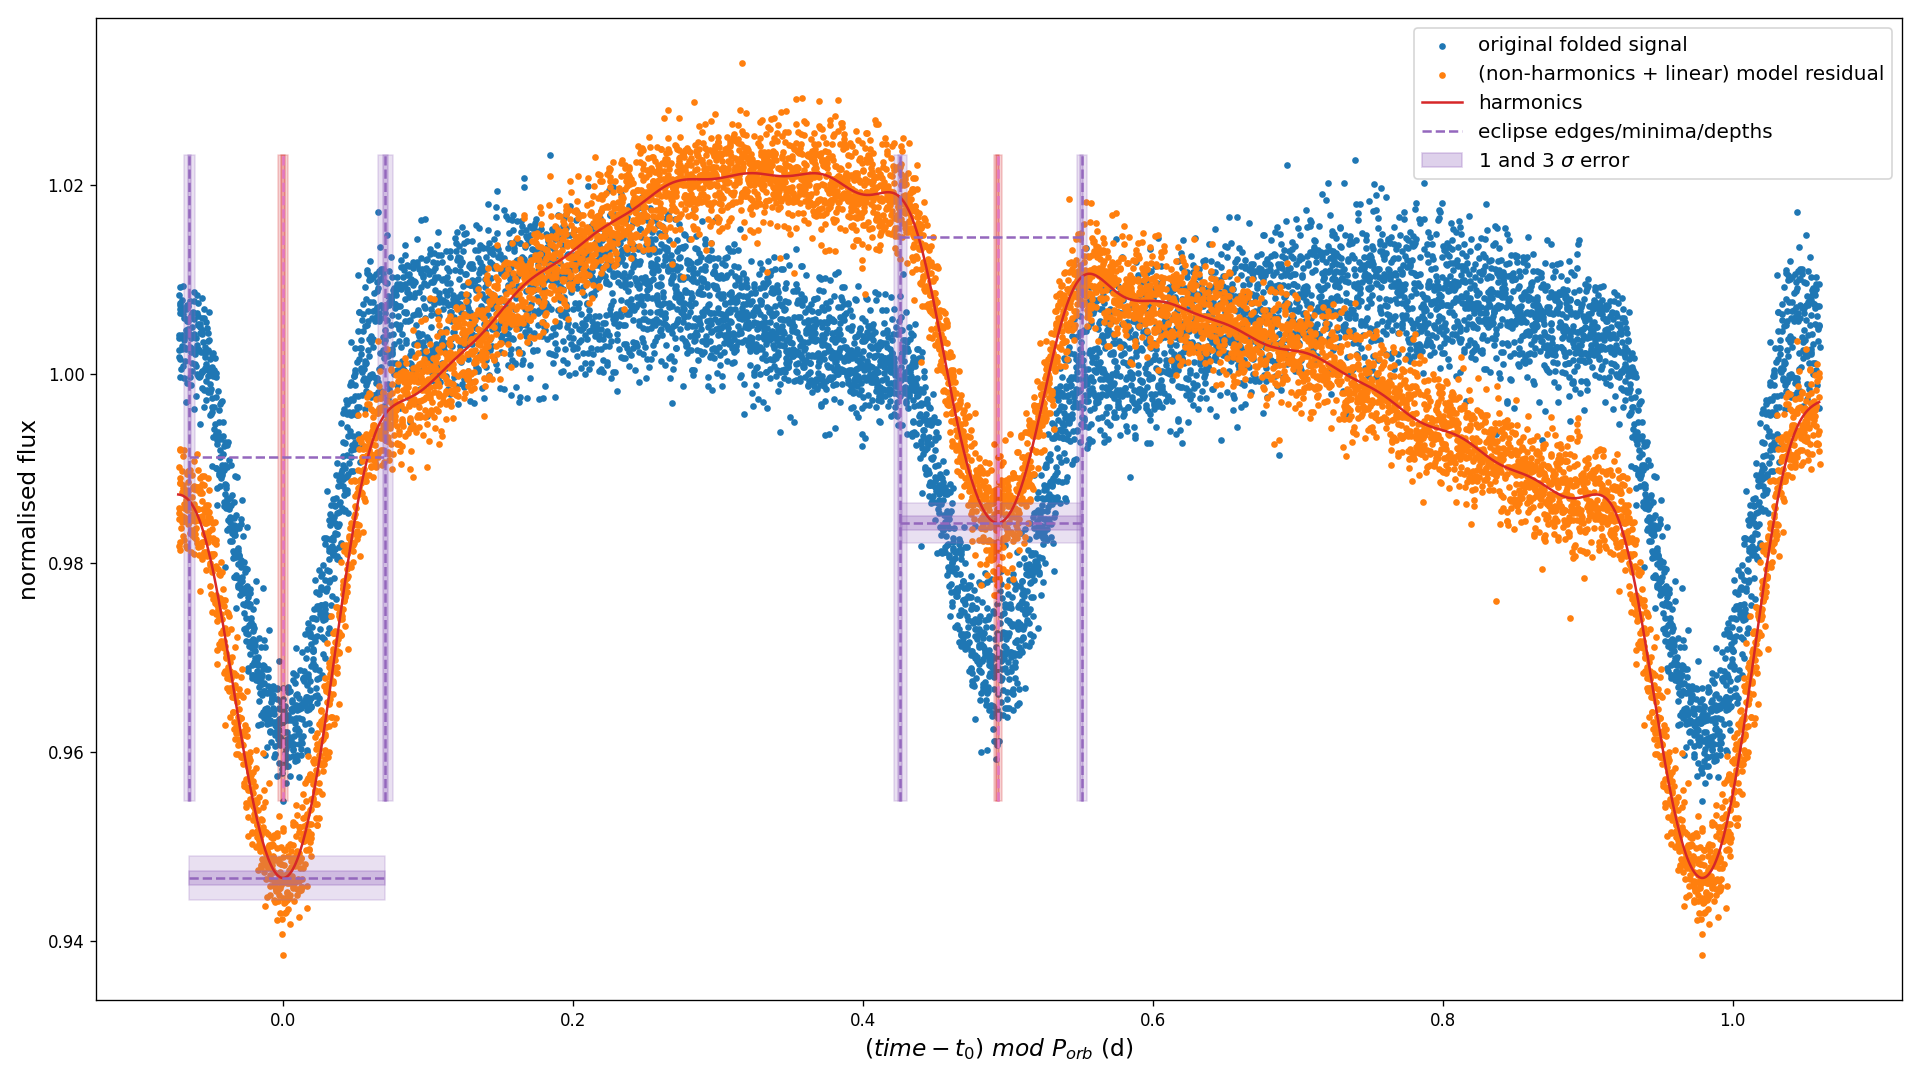 original folded signal
(non-harmonics + linear) model residual
harmonics
eclipse edges/minima/depths
1 and 3 σ error
normalised flux
1.02
1.00
0.98
0.96
0.94
0.0 0.2 0.4 0.6 0.8 1.0
(time − t₀) mod P_orb (d)